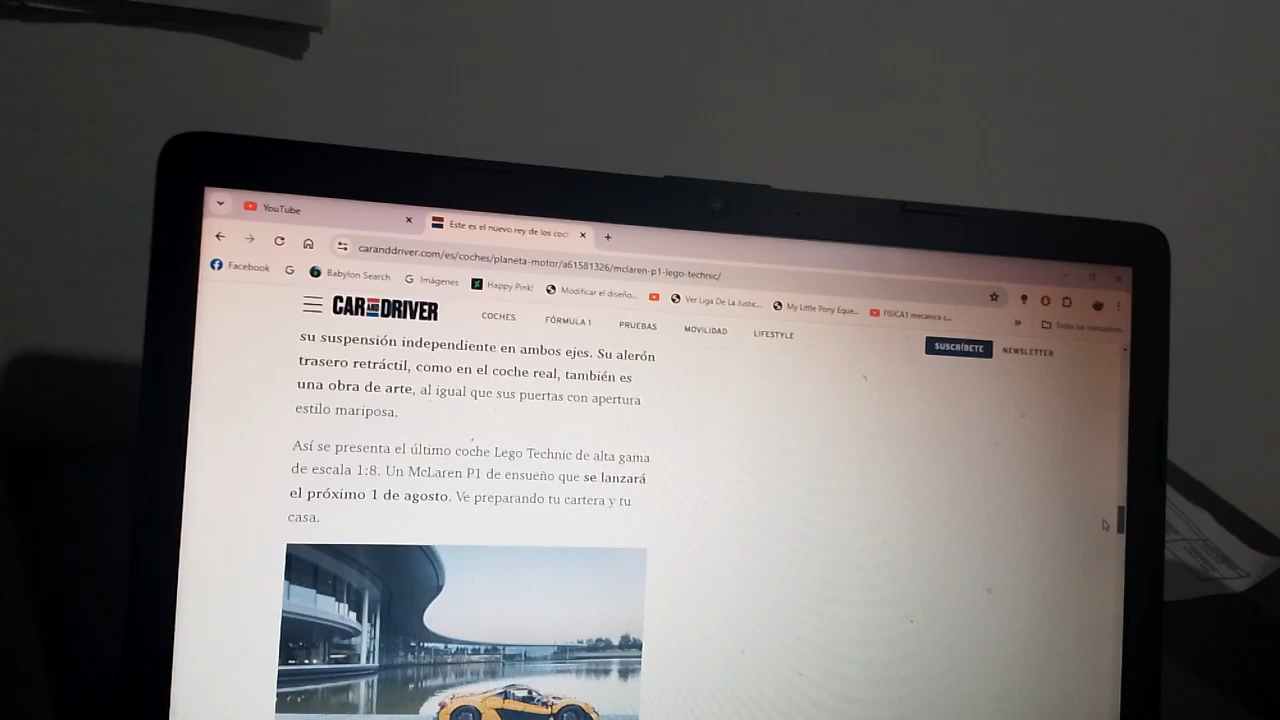 YouTube
Este es el nuevo rey de los coc
caranddriver.com/es/coches/planeta-motor/a61581326/mclaren-p1-lego-technic/
Facebook
Babylon Search
Imágenes
Happy Pink!
Modificar el diseño...
Ver Liga De La Justic...
My Little Pony Eque...
FISICA1 mecanica c...
Todos los marcadores
CAR AND DRIVER
COCHES
FÓRMULA 1
PRUEBAS
MOVILIDAD
LIFESTYLE
SUSCRÍBETE
NEWSLETTER
su suspensión independiente en ambos ejes. Su alerón
trasero retráctil, como en el coche real, también es
una obra de arte, al igual que sus puertas con apertura
estilo mariposa.
Así se presenta el último coche Lego Technic de alta gama
de escala 1:8. Un McLaren P1 de ensueño que se lanzará
el próximo 1 de agosto. Ve preparando tu cartera y tu
casa.